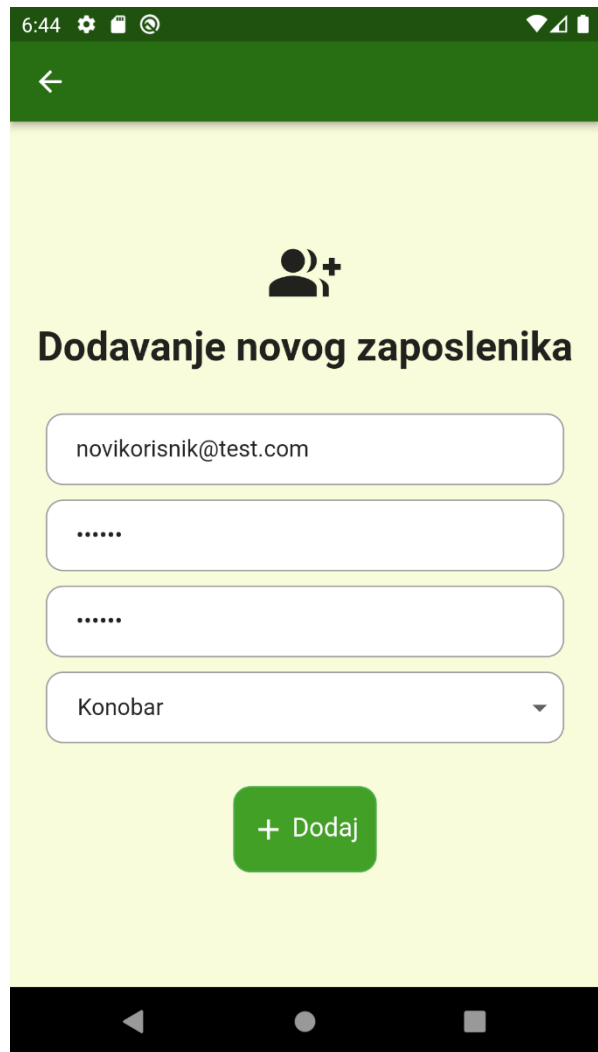 6:44
Dodavanje novog zaposlenika
novikorisnik@test.com
••••••
••••••
Konobar
+ Dodaj